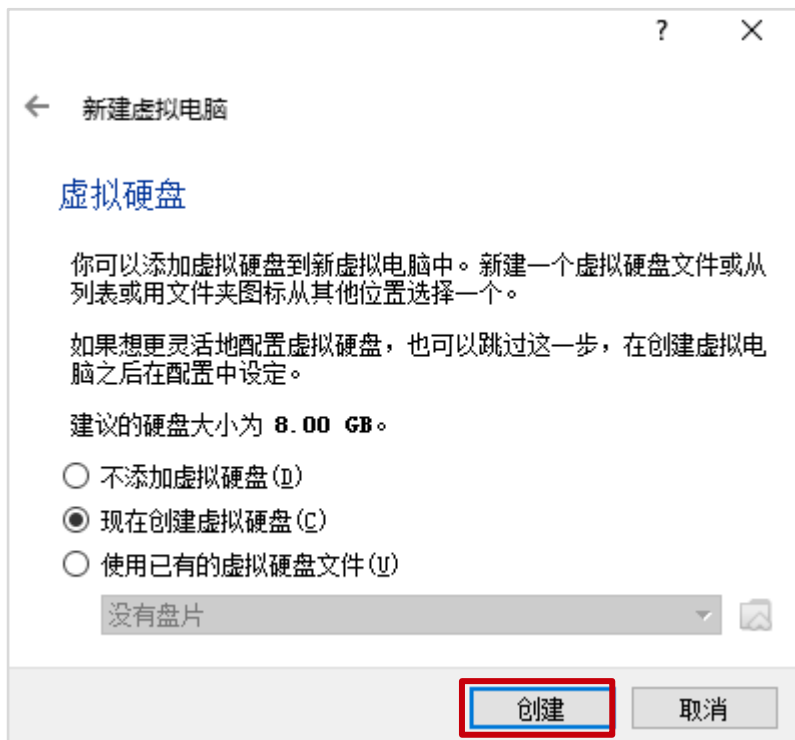 ?
新建虚拟电脑
虚拟硬盘
你可以添加虚拟硬盘到新虚拟电脑中。新建一个虚拟硬盘文件或从
列表或用文件夹图标从其他位置选择一个。
如果想更灵活地配置虚拟硬盘，也可以跳过这一步，在创建虚拟电
脑之后在配置中设定。
建议的硬盘大小为 8.00 GB。
不添加虚拟硬盘(D)
现在创建虚拟硬盘(C)
使用已有的虚拟硬盘文件(U)
没有盘片
创建 取消